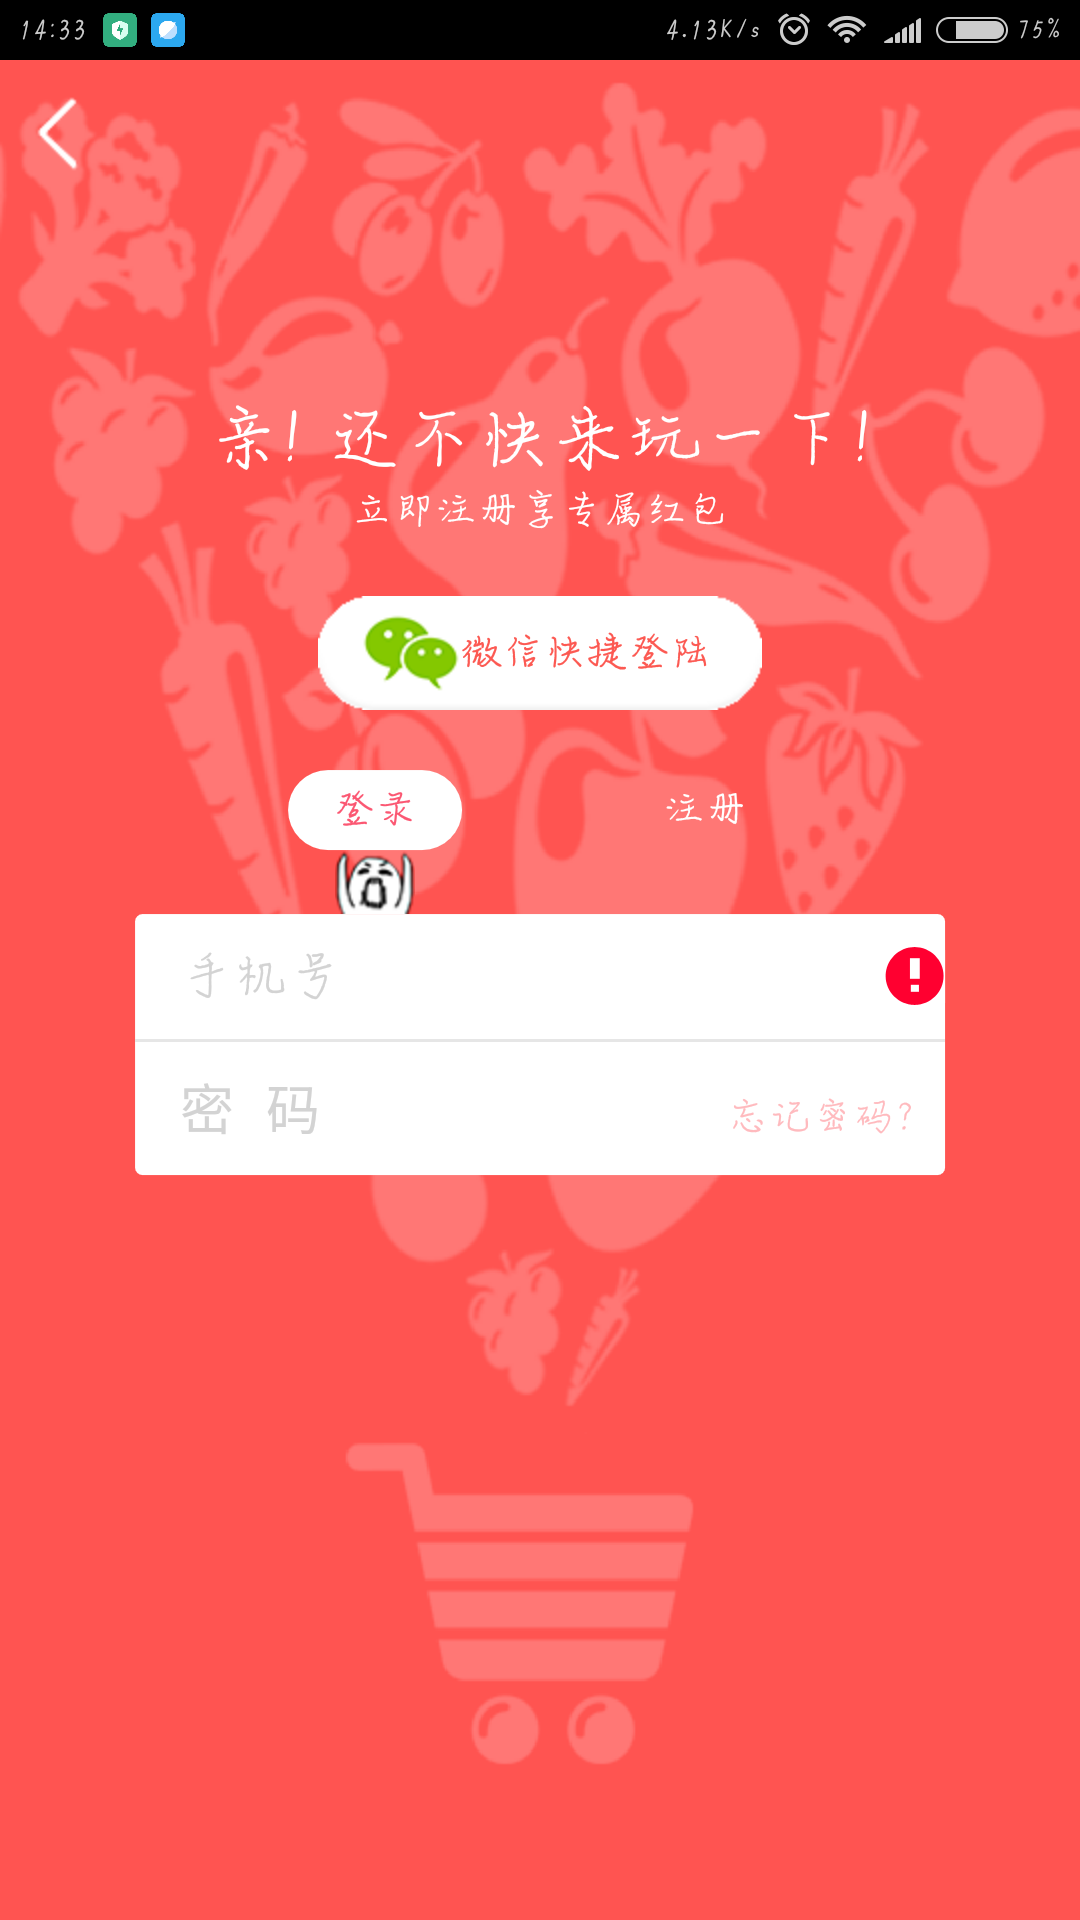 14:33 4.13K/s 75%
亲!还不快来玩一下!
立即注册享专属红包
微信快捷登陆
登录 注册
手机号
密 码 忘记密码?